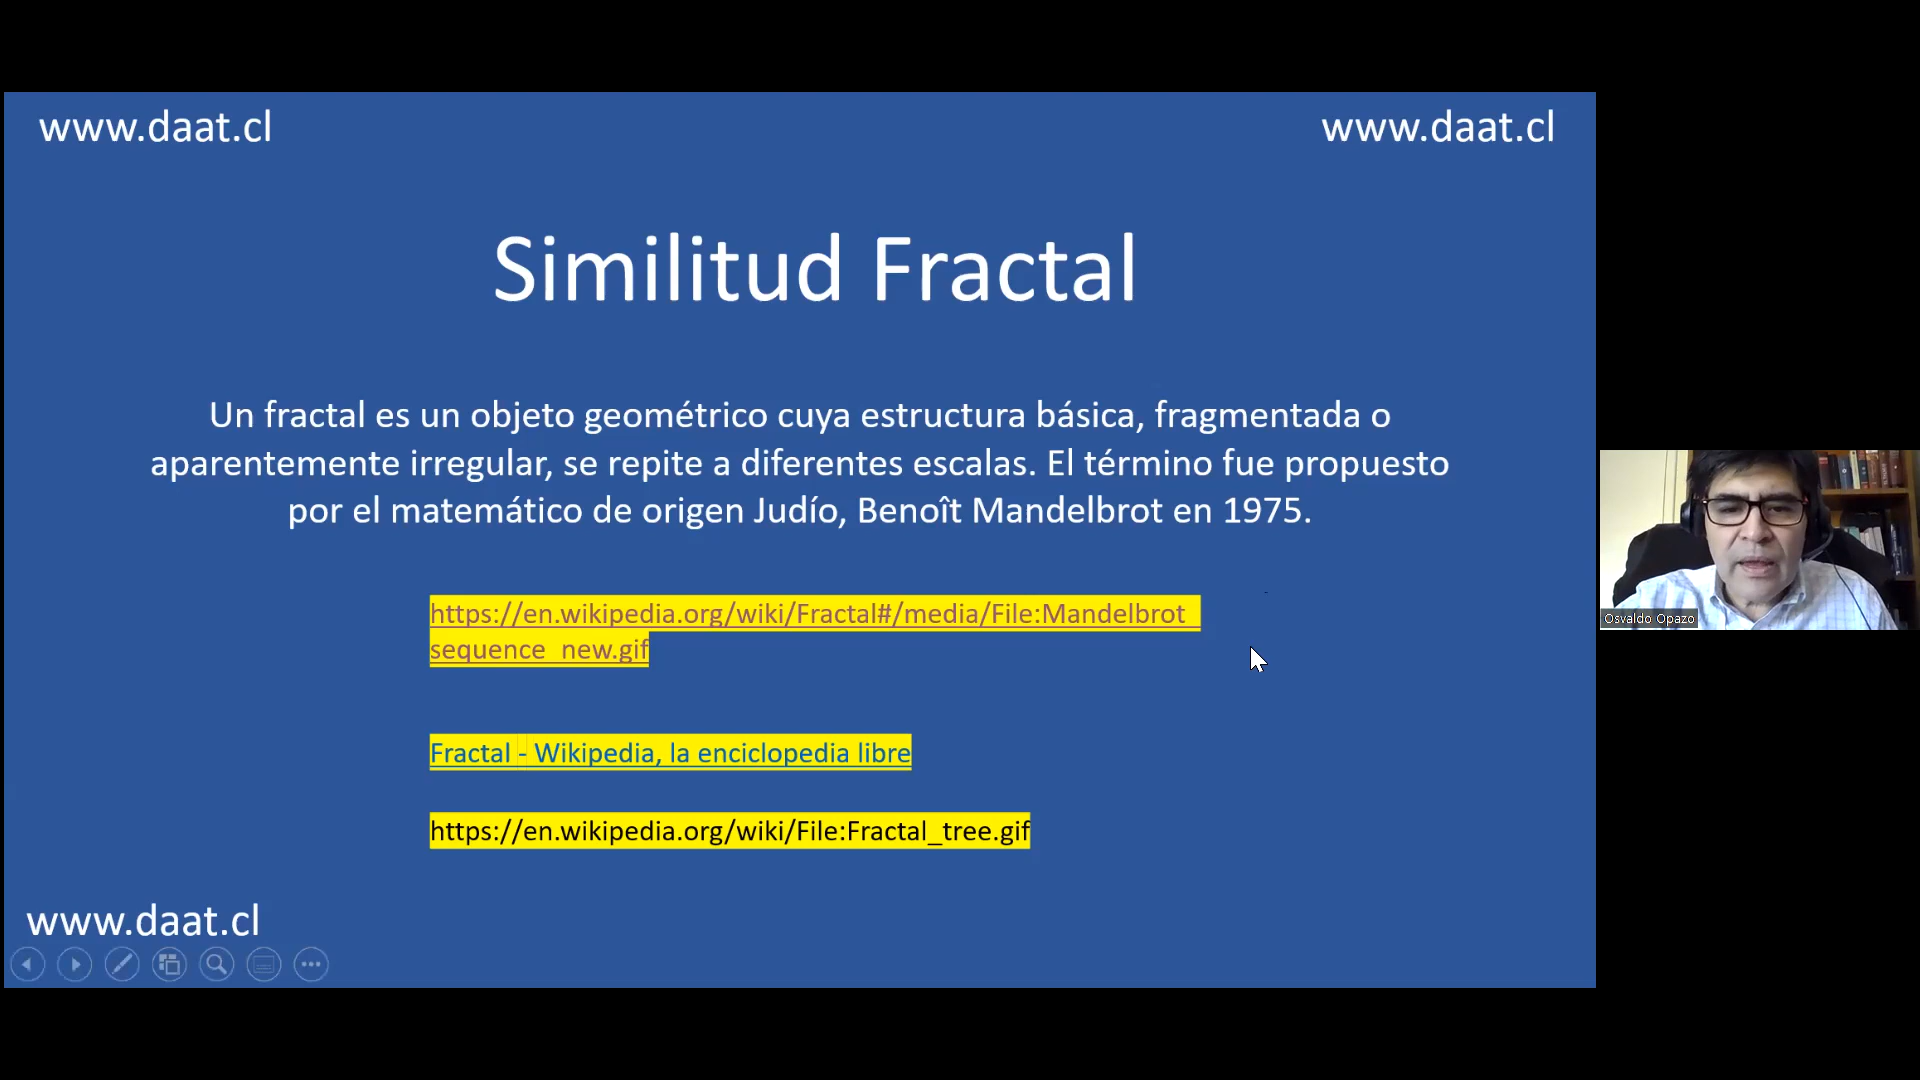 www.daat.cl
www.daat.cl
Similitud Fractal
Un fractal es un objeto geométrico cuya estructura básica, fragmentada o
aparentemente irregular, se repite a diferentes escalas. El término fue propuesto
por el matemático de origen Judío, Benoît Mandelbrot en 1975.
https://en.wikipedia.org/wiki/Fractal#/media/File:Mandelbrot_
sequence_new.gif
Fractal - Wikipedia, la enciclopedia libre
https://en.wikipedia.org/wiki/File:Fractal_tree.gif
www.daat.cl
Osvaldo Opazo